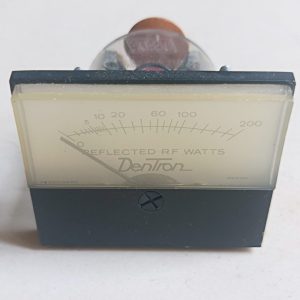 0 5 10 20 60 100 200
REFLECTED RF WATTS
DenTron